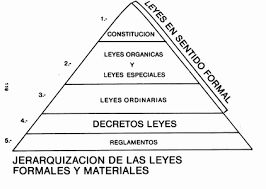 LEYES EN SENTIDO FORMAL
1.-
CONSTITUCION
2.-
LEYES ORGANICAS
Y
LEYES ESPECIALES
3.-
LEYES ORDINARIAS
4.-
DECRETOS LEYES
5.-
REGLAMENTOS
JERARQUIZACION DE LAS LEYES
FORMALES Y MATERIALES